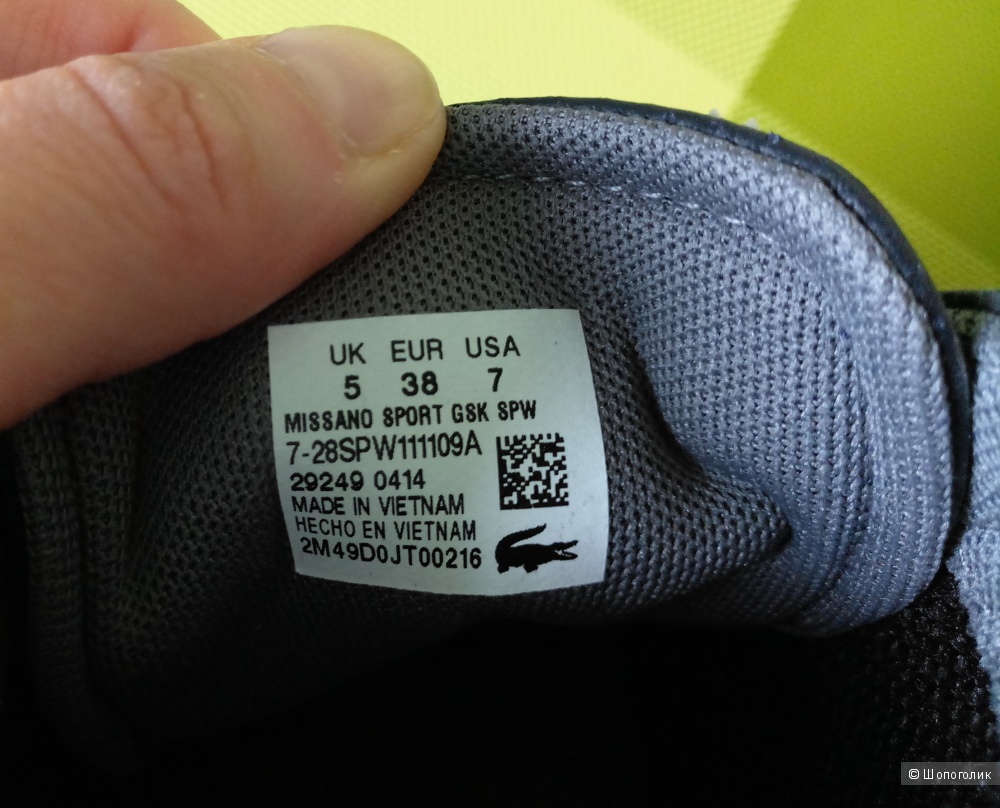 UK EUR USA
5 38 7
MISSANO SPORT GSK SPW
7-28SPW111109A
29249 0414
MADE IN VIETNAM
HECHO EN VIETNAM
2M49D0JT00216
© Шопоголик